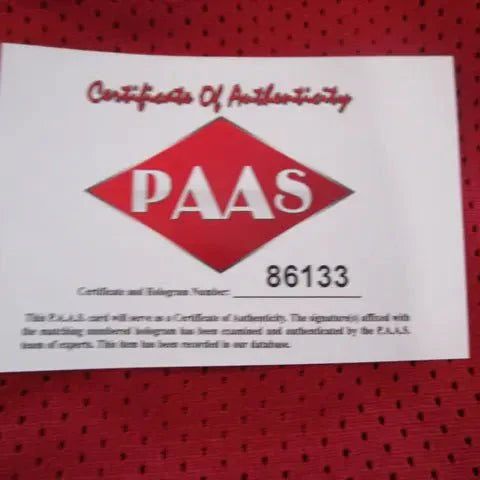 Certificate Of Authenticity
PAAS
Certificate and Hologram Number: 86133
This P.A.A.S. card will serve as a Certificate of Authenticity. The signature(s) affixed with
the matching numbered hologram has been examined and authenticated by the P.A.A.S.
team of experts. This item has been recorded in our database.